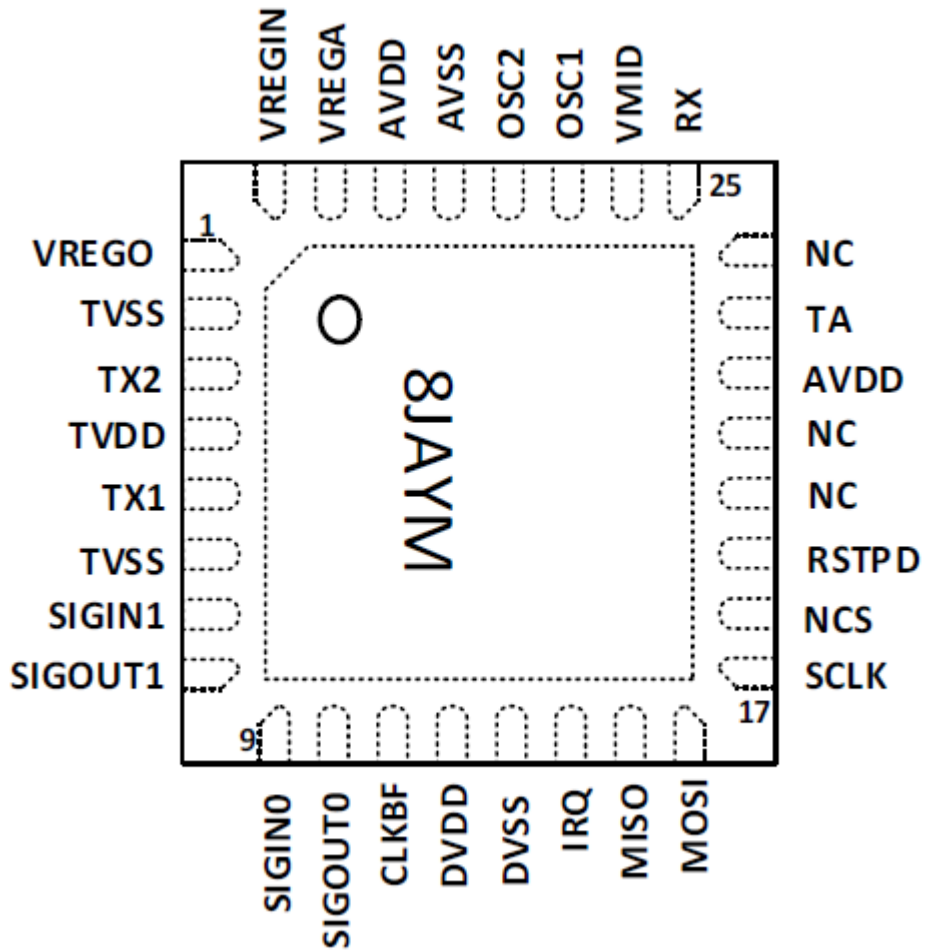 VREGIN
VREGA
AVDD
AVSS
OSC2
OSC1
VMID
RX
25
1
VREGO
TVSS
TX2
TVDD
TX1
TVSS
SIGIN1
SIGOUT1
8JAYM
NC
TA
AVDD
NC
NC
RSTPD
NCS
SCLK
17
9
SIGIN0
SIGOUT0
CLKBF
DVDD
DVSS
IRQ
MISO
MOSI